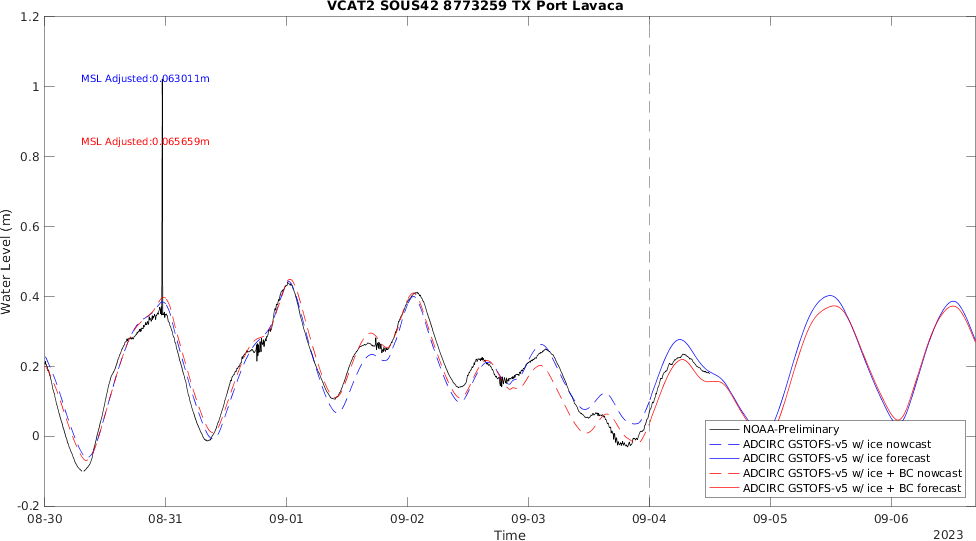 VCAT2 SOUS42 8773259 TX Port Lavaca
1.2
1
0.8
0.6
0.4
0.2
0
-0.2
Water Level (m)
MSL Adjusted:0.063011m
MSL Adjusted:0.065659m
NOAA-Preliminary
ADCIRC GSTOFS-v5 w/ ice nowcast
ADCIRC GSTOFS-v5 w/ ice forecast
ADCIRC GSTOFS-v5 w/ ice + BC nowcast
ADCIRC GSTOFS-v5 w/ ice + BC forecast
08-30 08-31 09-01 09-02 09-03 09-04 09-05 09-06
Time
2023